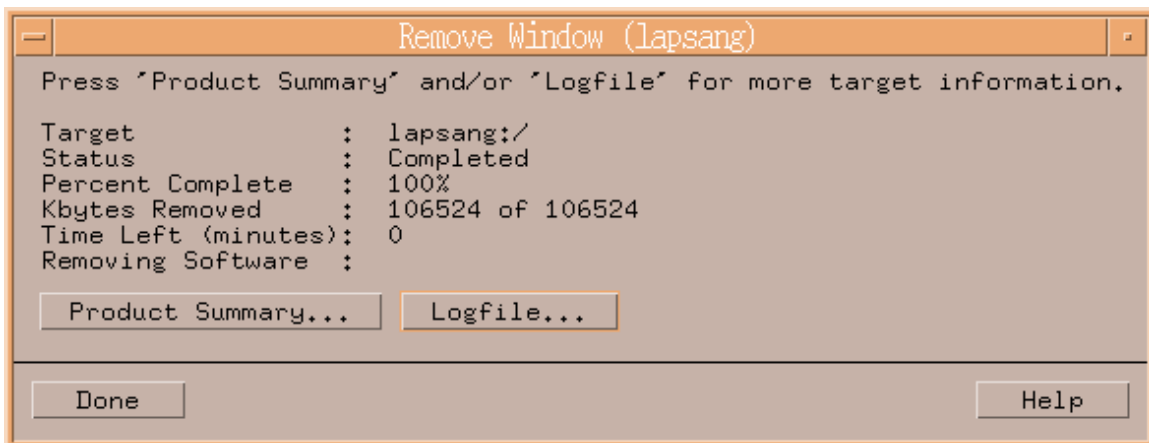 Remove Window (lapsang)
Press 'Product Summary' and/or 'Logfile' for more target information.
Target : lapsang:/
Status : Completed
Percent Complete : 100%
Kbytes Removed : 106524 of 106524
Time Left (minutes): 0
Removing Software :
Product Summary... Logfile...
Done Help